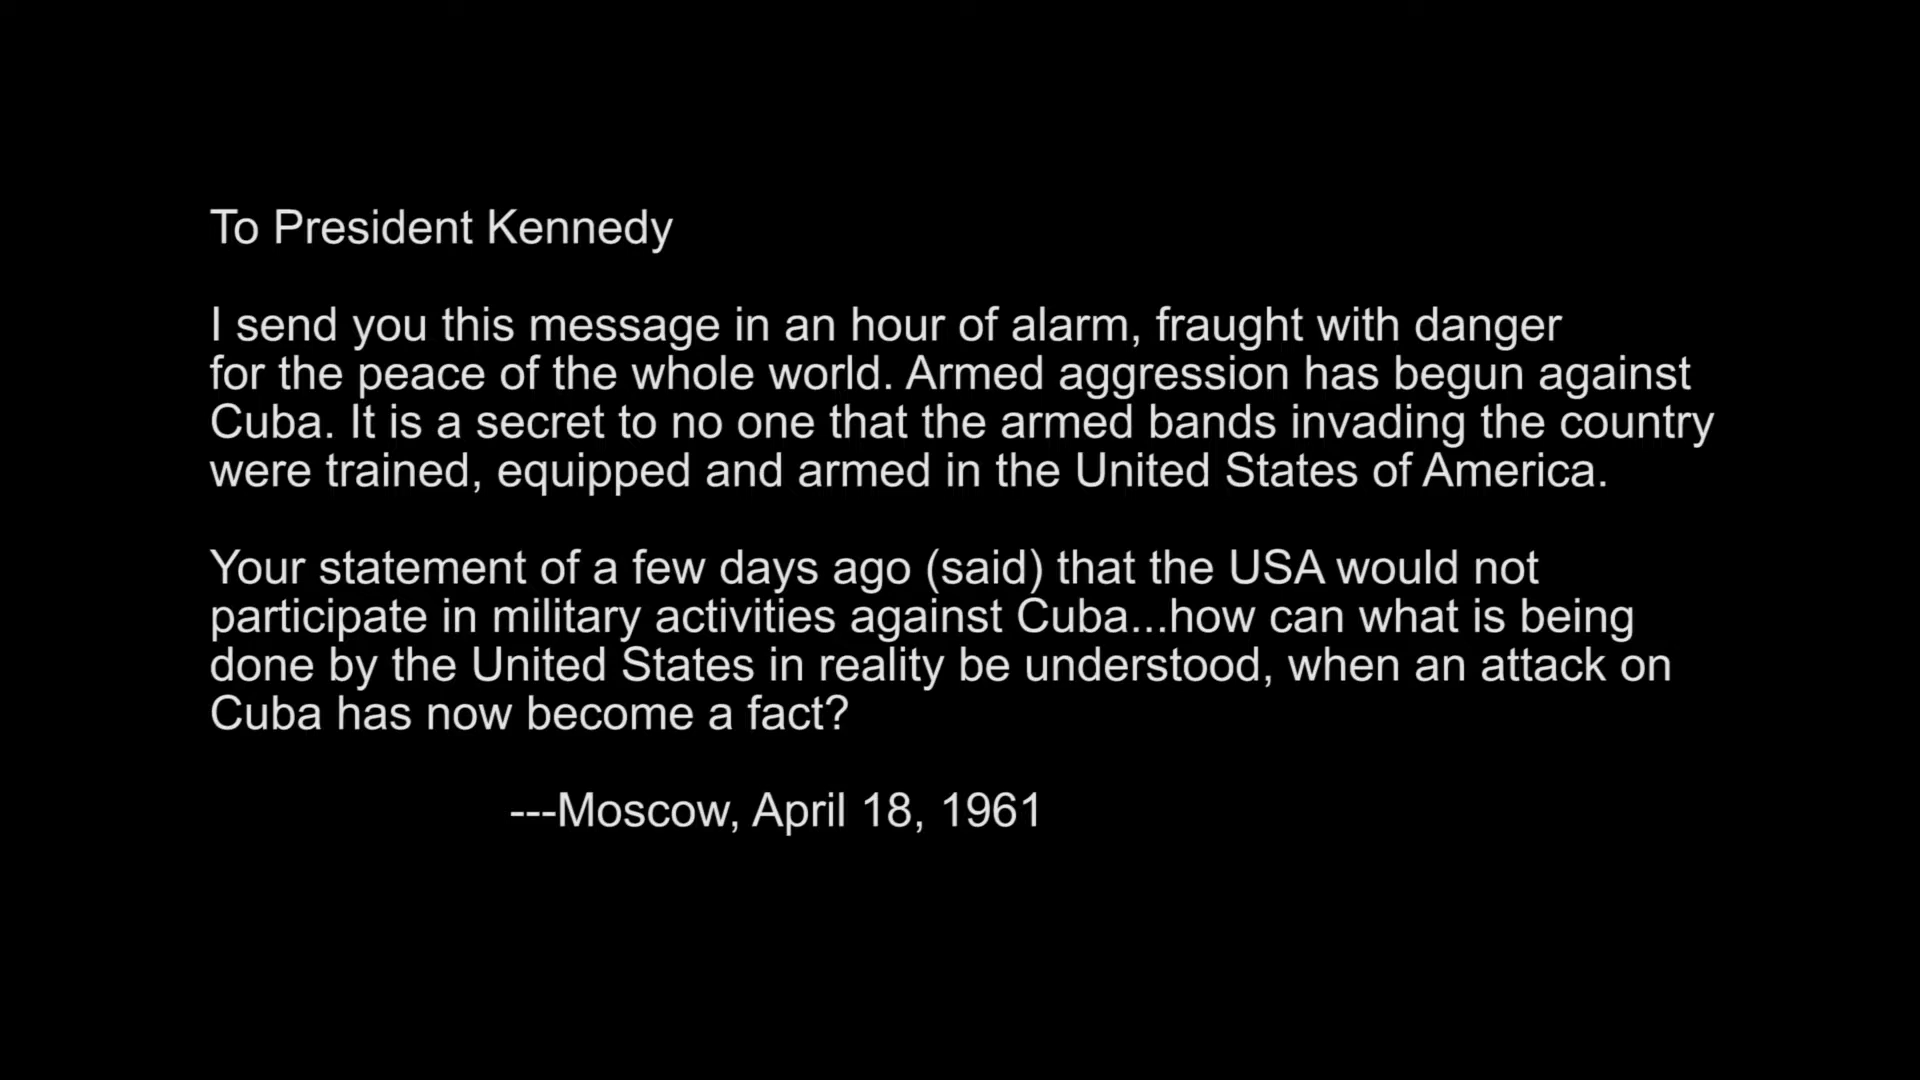 To President Kennedy
I send you this message in an hour of alarm, fraught with danger
for the peace of the whole world. Armed aggression has begun against
Cuba. It is a secret to no one that the armed bands invading the country
were trained, equipped and armed in the United States of America.
Your statement of a few days ago (said) that the USA would not
participate in military activities against Cuba...how can what is being
done by the United States in reality be understood, when an attack on
Cuba has now become a fact?
---Moscow, April 18, 1961